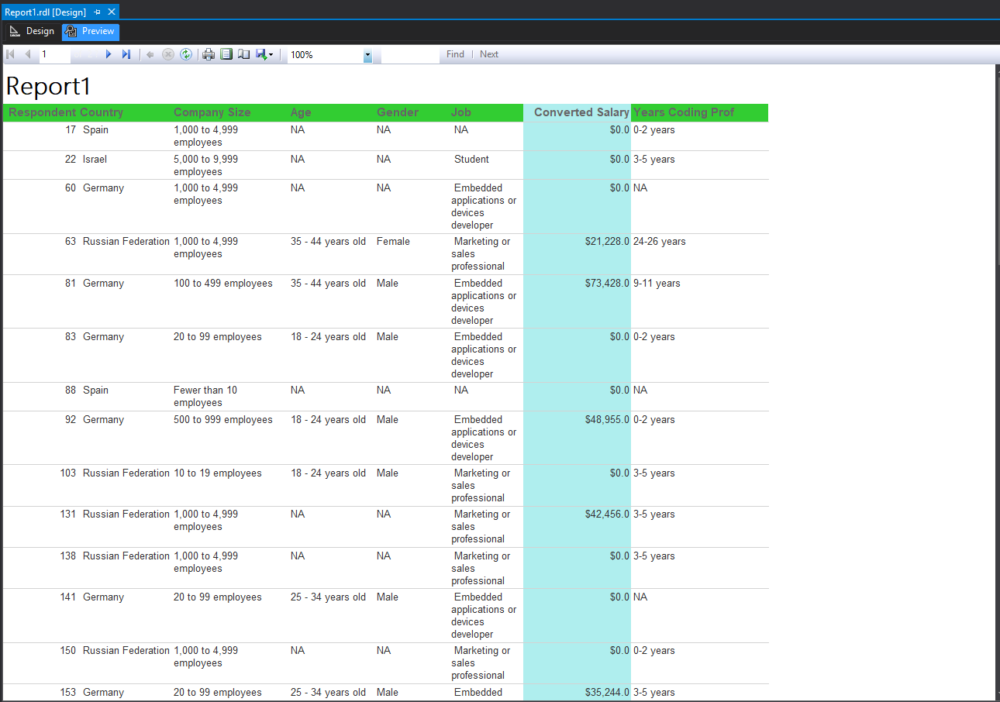 Report1.rdl [Design]
Design Preview
1 100% Find | Next
Report1
Respondent Country Company Size Age Gender Job Converted Salary Years Coding Prof
17 Spain 1,000 to 4,999 NA NA NA $0.0 0-2 years
employees
22 Israel 5,000 to 9,999 NA NA Student $0.0 3-5 years
employees
60 Germany 1,000 to 4,999 NA NA Embedded $0.0 NA
employees applications or
devices
developer
63 Russian Federation 1,000 to 4,999 35 - 44 years old Female Marketing or $21,228.0 24-26 years
employees sales
professional
81 Germany 100 to 499 employees 35 - 44 years old Male Embedded $73,428.0 9-11 years
applications or
devices
developer
83 Germany 20 to 99 employees 18 - 24 years old Male Embedded $0.0 0-2 years
applications or
devices
developer
88 Spain Fewer than 10 NA NA NA $0.0 NA
employees
92 Germany 500 to 999 employees 18 - 24 years old Male Embedded $48,955.0 0-2 years
applications or
devices
developer
103 Russian Federation 10 to 19 employees 18 - 24 years old Male Marketing or $0.0 3-5 years
sales
professional
131 Russian Federation 1,000 to 4,999 NA NA Marketing or $42,456.0 3-5 years
employees sales
professional
138 Russian Federation 1,000 to 4,999 NA NA Marketing or $0.0 3-5 years
employees sales
professional
141 Germany 20 to 99 employees 25 - 34 years old Male Embedded $0.0 NA
applications or
devices
developer
150 Russian Federation 1,000 to 4,999 NA NA Marketing or $0.0 0-2 years
employees sales
professional
153 Germany 20 to 99 employees 25 - 34 years old Male Embedded $35,244.0 3-5 years